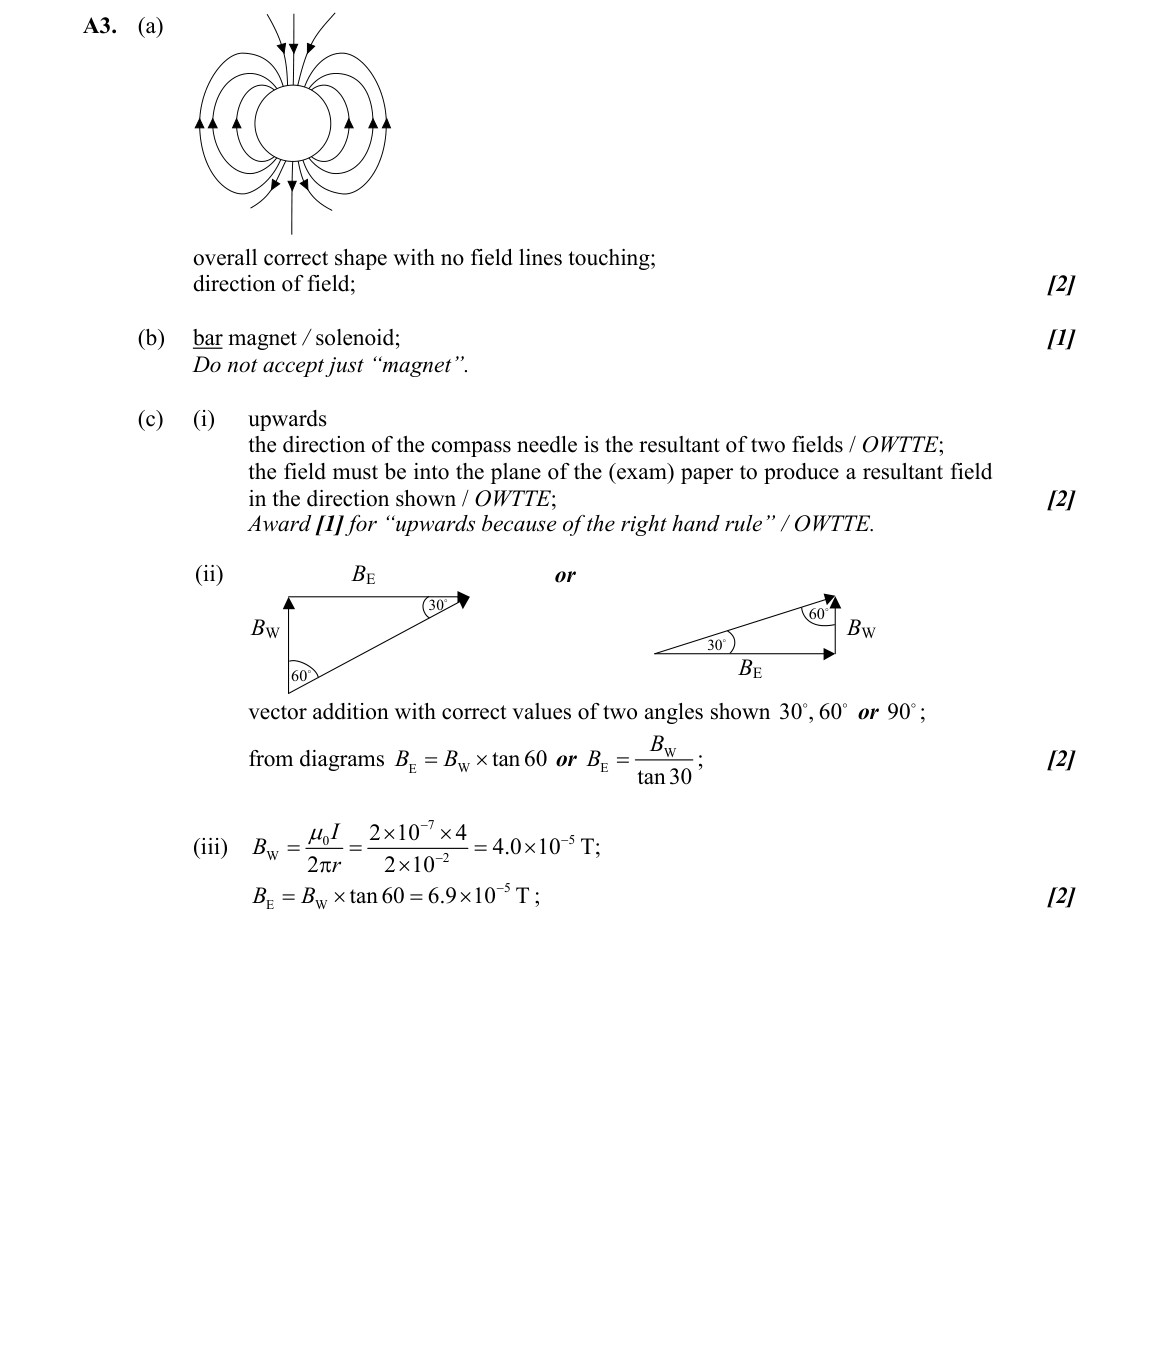 A3. (a)
overall correct shape with no field lines touching;
direction of field; [2]
(b) bar magnet / solenoid; [1]
Do not accept just “magnet”.
(c) (i) upwards
the direction of the compass needle is the resultant of two fields / OWTTE;
the field must be into the plane of the (exam) paper to produce a resultant field
in the direction shown / OWTTE; [2]
Award [1] for “upwards because of the right hand rule” / OWTTE.
(ii) B_E or
30° 60°
B_W 30° B_W
60° B_E
vector addition with correct values of two angles shown 30°, 60° or 90°;
from diagrams B_E = B_W × tan 60 or B_E = B_W / tan 30 ; [2]
(iii) B_W = μ₀I / 2πr = 2×10⁻⁷ × 4 / 2×10⁻² = 4.0×10⁻⁵ T;
B_E = B_W × tan 60 = 6.9×10⁻⁵ T ; [2]